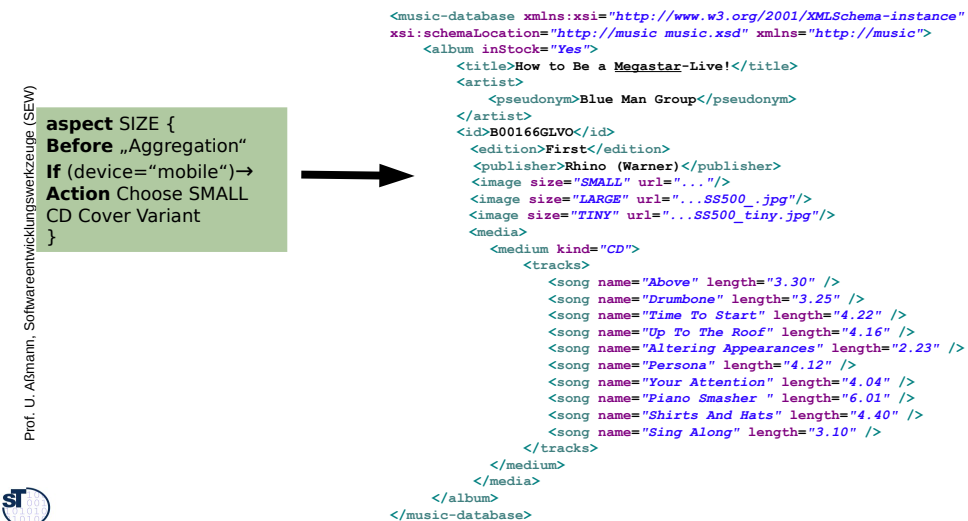 Prof. U. Aßmann, Softwareentwicklungswerkzeuge (SEW)
aspect SIZE {
Before „Aggregation“
If (device=“mobile“)→
Action Choose SMALL
CD Cover Variant
}
<music-database xmlns:xsi="http://www.w3.org/2001/XMLSchema-instance"
xsi:schemaLocation="http://music music.xsd" xmlns="http://music">
<album inStock="Yes">
<title>How to Be a Megastar-Live!</title>
<artist>
<pseudonym>Blue Man Group</pseudonym>
</artist>
<id>B00166GLVO</id>
<edition>First</edition>
<publisher>Rhino (Warner)</publisher>
<image size="SMALL" url="..."/>
<image size="LARGE" url="...SS500_.jpg"/>
<image size="TINY" url="...SS500_tiny.jpg"/>
<media>
<medium kind="CD">
<tracks>
<song name="Above" length="3.30" />
<song name="Drumbone" length="3.25" />
<song name="Time To Start" length="4.22" />
<song name="Up To The Roof" length="4.16" />
<song name="Altering Appearances" length="2.23" />
<song name="Persona" length="4.12" />
<song name="Your Attention" length="4.04" />
<song name="Piano Smasher " length="6.01" />
<song name="Shirts And Hats" length="4.40" />
<song name="Sing Along" length="3.10" />
</tracks>
</medium>
</media>
</album>
</music-database>
ST